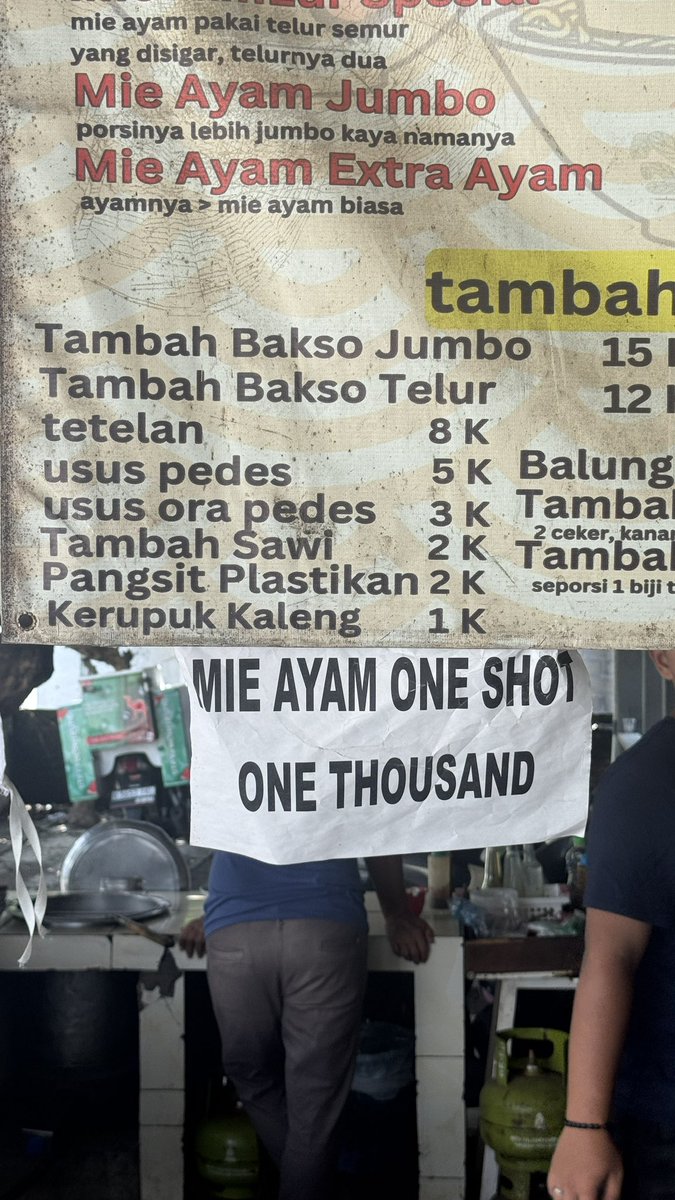 Spesial
mie ayam pakai telur semur
yang disigar, telurnya dua
Mie Ayam Jumbo
porsinya lebih jumbo kaya namanya
Mie Ayam Extra Ayam
ayamnya > mie ayam biasa
tambah
Tambah Bakso Jumbo 15
Tambah Bakso Telur 12 K
tetelan 8 K
usus pedes 5 K
usus ora pedes 3 K
Tambah Sawi 2 K
Pangsit Plastikan 2 K
Kerupuk Kaleng 1 K
Balung
Tambah
2 ceker,
Tambah
seporsi 1 biji
MIE AYAM ONE SHOT
ONE THOUSAND